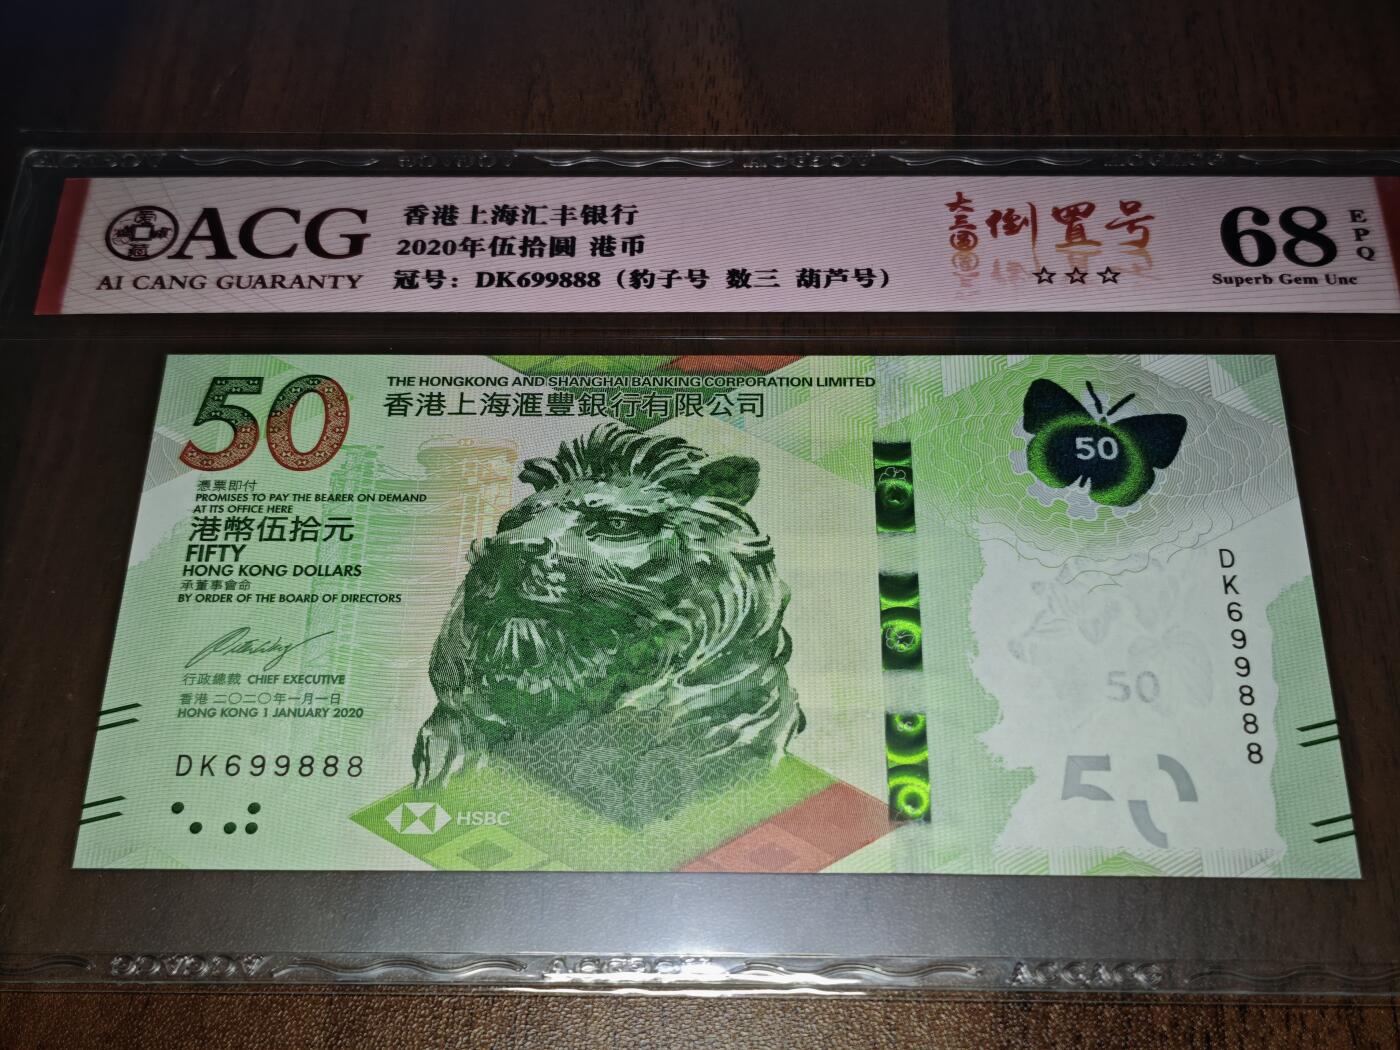 ACG
AI CANG GUARANTY
香港上海汇丰银行
2020年伍拾圓 港币
冠号：DK699888（豹子号 数三 葫芦号）
大三圆
倒置号
☆☆☆
68
EPQ
Superb Gem Unc
50
THE HONGKONG AND SHANGHAI BANKING CORPORATION LIMITED
香港上海滙豐銀行有限公司
憑票即付
PROMISES TO PAY THE BEARER ON DEMAND
AT ITS OFFICE HERE
港幣伍拾元
FIFTY
HONG KONG DOLLARS
承董事會命
BY ORDER OF THE BOARD OF DIRECTORS
行政總裁 CHIEF EXECUTIVE
香港 二〇二〇年一月一日
HONG KONG 1 JANUARY 2020
DK699888
HSBC
50
DK699888
50
50